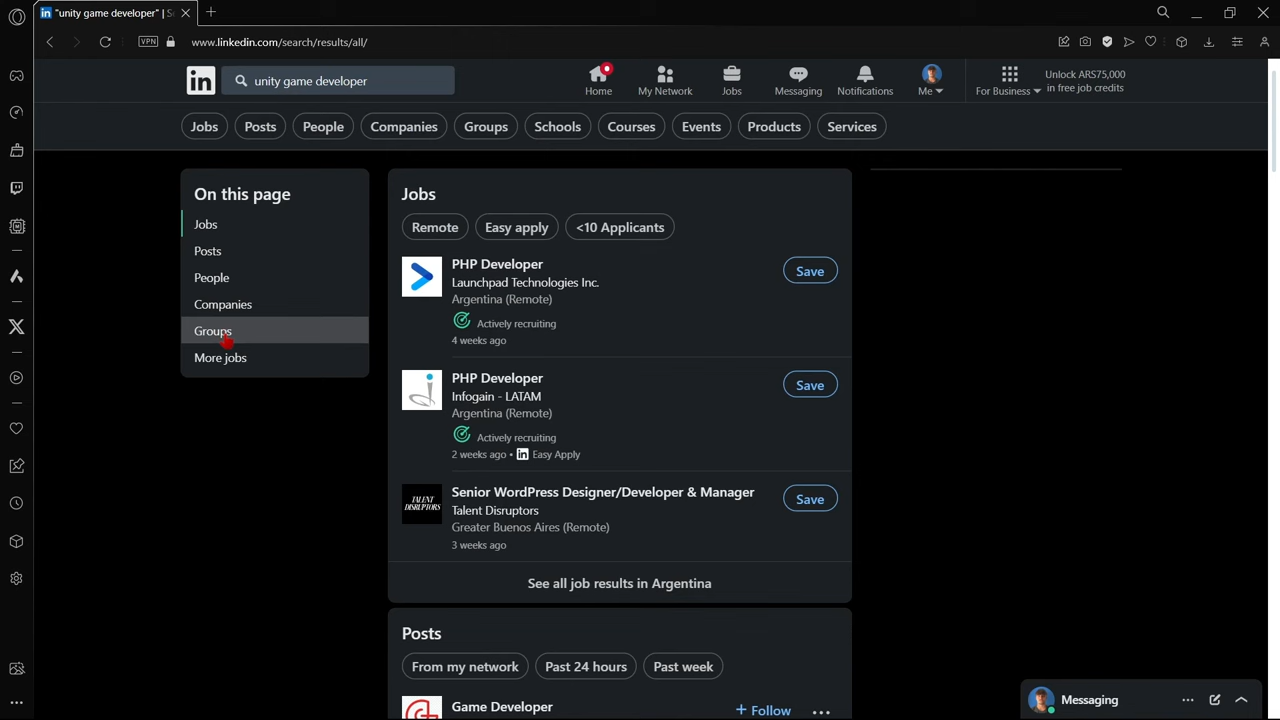 "unity game developer" | S
VPN
www.linkedin.com/search/results/all/
in
unity game developer
Home
My Network
Jobs
Messaging
Notifications
Me
For Business
Unlock ARS75,000
in free job credits
Jobs
Posts
People
Companies
Groups
Schools
Courses
Events
Products
Services
On this page
Jobs
Posts
People
Companies
Groups
More jobs
Jobs
Remote
Easy apply
<10 Applicants
PHP Developer
Launchpad Technologies Inc.
Argentina (Remote)
Actively recruiting
4 weeks ago
Save
PHP Developer
Infogain - LATAM
Argentina (Remote)
Actively recruiting
2 weeks ago • in Easy Apply
Save
TALENT
DISRUPTORS
Senior WordPress Designer/Developer & Manager
Talent Disruptors
Greater Buenos Aires (Remote)
3 weeks ago
Save
See all job results in Argentina
Posts
From my network
Past 24 hours
Past week
Game Developer
+ Follow
Messaging